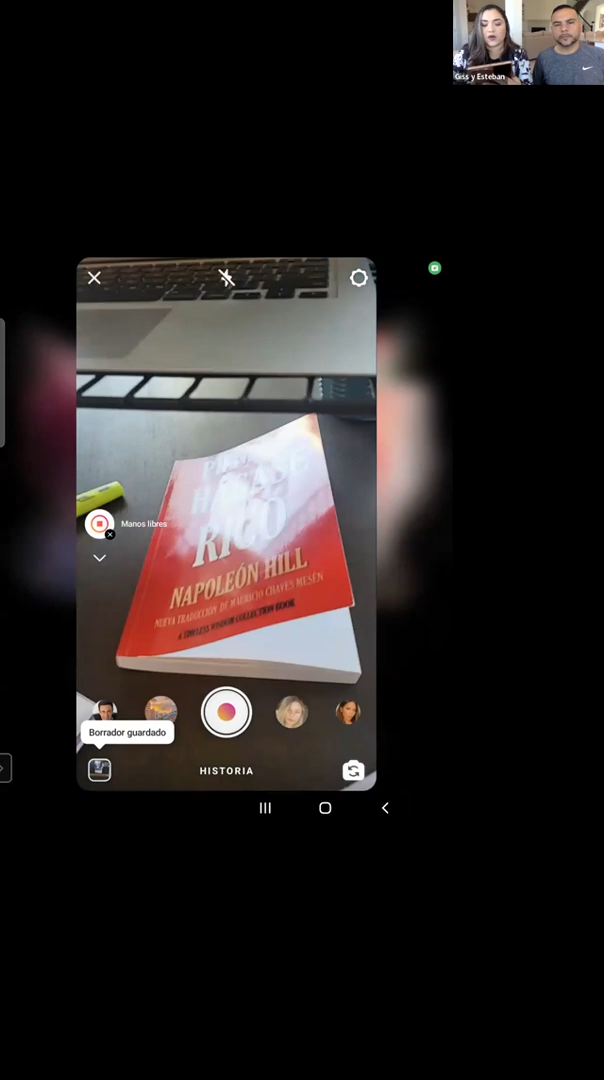 Giss y Esteban
Manos libres
HÁGASE
RICO
NAPOLEÓN HILL
NUEVA TRADUCCIÓN DE MAURICIO CHAVES MESÉN
A TIMELESS WISDOM COLLECTION BOOK
Borrador guardado
HISTORIA